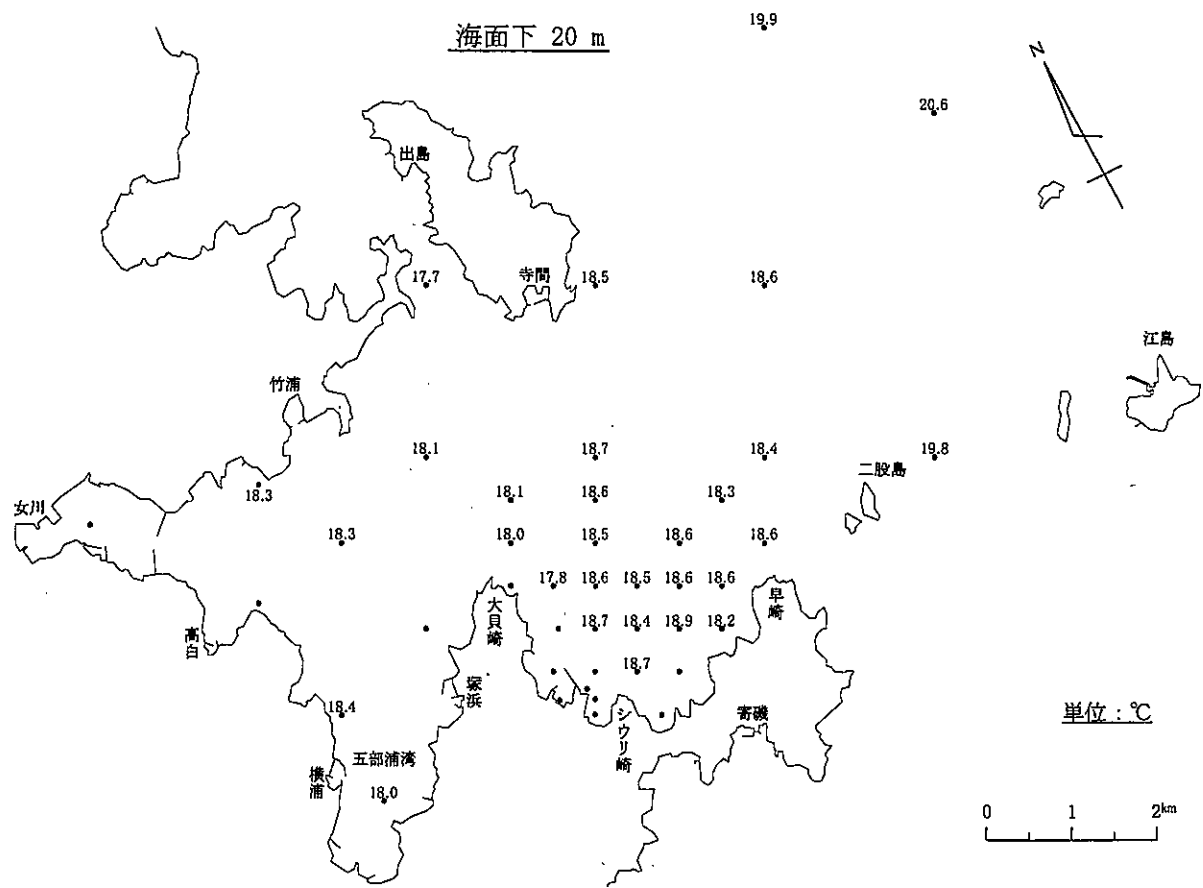 海面下 20 m
19.9
N
20.6
出島
17.7
寺間
18.5
18.6
江島
竹浦
18.1
18.7
18.4
19.8
二股島
18.3
18.1
18.6
18.3
女川
18.3
18.0
18.5
18.6
18.6
17.8
18.6
18.5
18.6
18.6
大貝崎
早崎
高白
18.7
18.4
18.9
18.2
塚浜
18.7
18.4
シウリ崎
寄磯
単位：℃
五部浦湾
横浦
18.0
0 1 2km